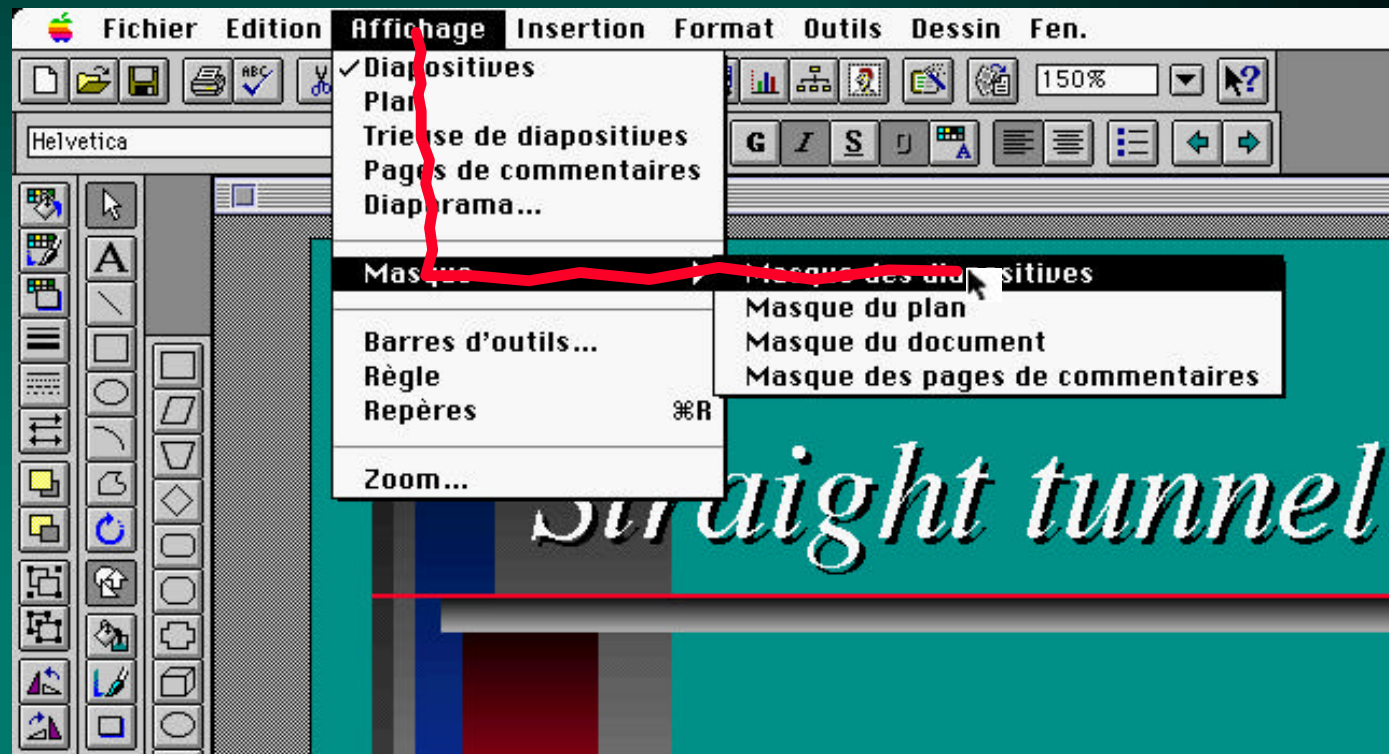 Fichier Edition Affichage Insertion Format Outils Dessin Fen.
ABC
150%
?
Helvetica
G I S
A
✓Diapositives
Plan
Trieuse de diapositives
Pages de commentaires
Diaporama...
Masque
Masque des diapositives
Masque du plan
Masque du document
Masque des pages de commentaires
Barres d'outils...
Règle
Repères ⌘R
Zoom...
A
Straight tunnel